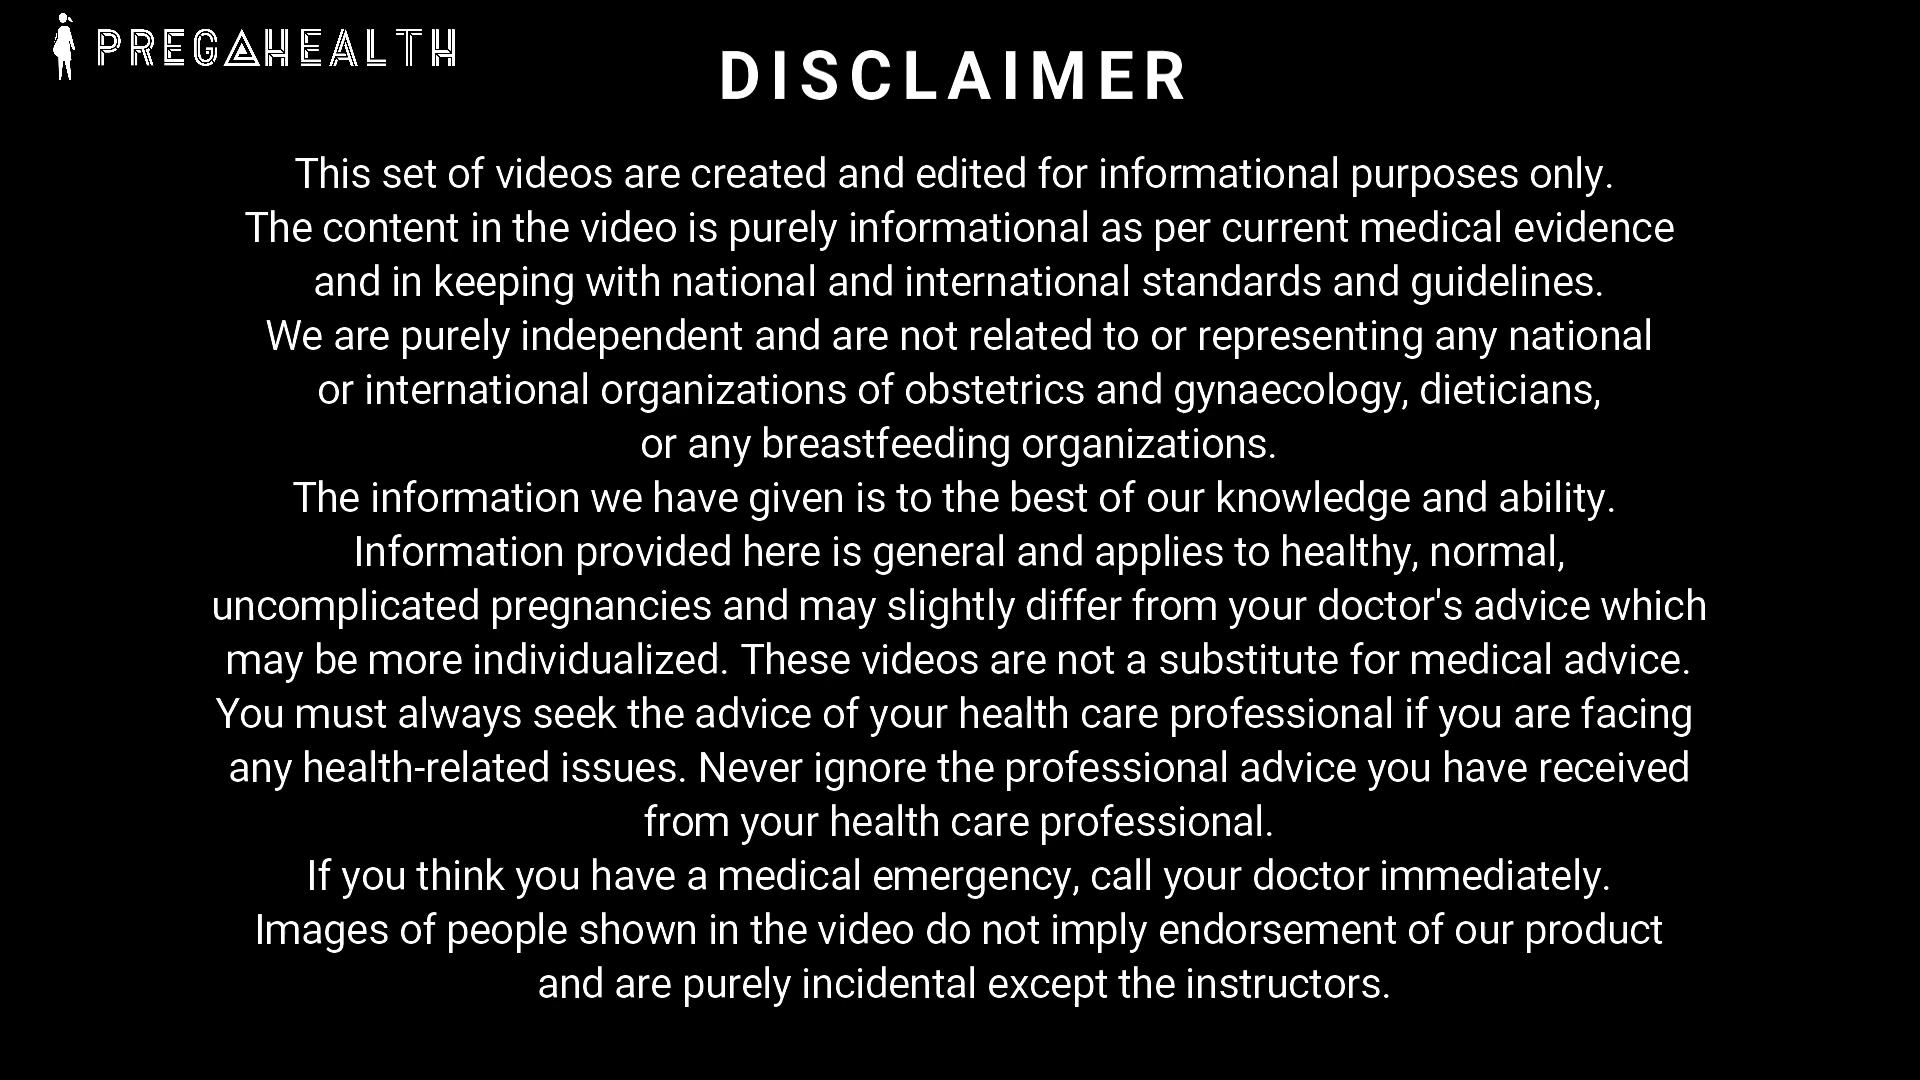 PREGAHEALTH
DISCLAIMER
This set of videos are created and edited for informational purposes only.
The content in the video is purely informational as per current medical evidence
and in keeping with national and international standards and guidelines.
We are purely independent and are not related to or representing any national
or international organizations of obstetrics and gynaecology, dieticians,
or any breastfeeding organizations.
The information we have given is to the best of our knowledge and ability.
Information provided here is general and applies to healthy, normal,
uncomplicated pregnancies and may slightly differ from your doctor's advice which
may be more individualized. These videos are not a substitute for medical advice.
You must always seek the advice of your health care professional if you are facing
any health-related issues. Never ignore the professional advice you have received
from your health care professional.
If you think you have a medical emergency, call your doctor immediately.
Images of people shown in the video do not imply endorsement of our product
and are purely incidental except the instructors.